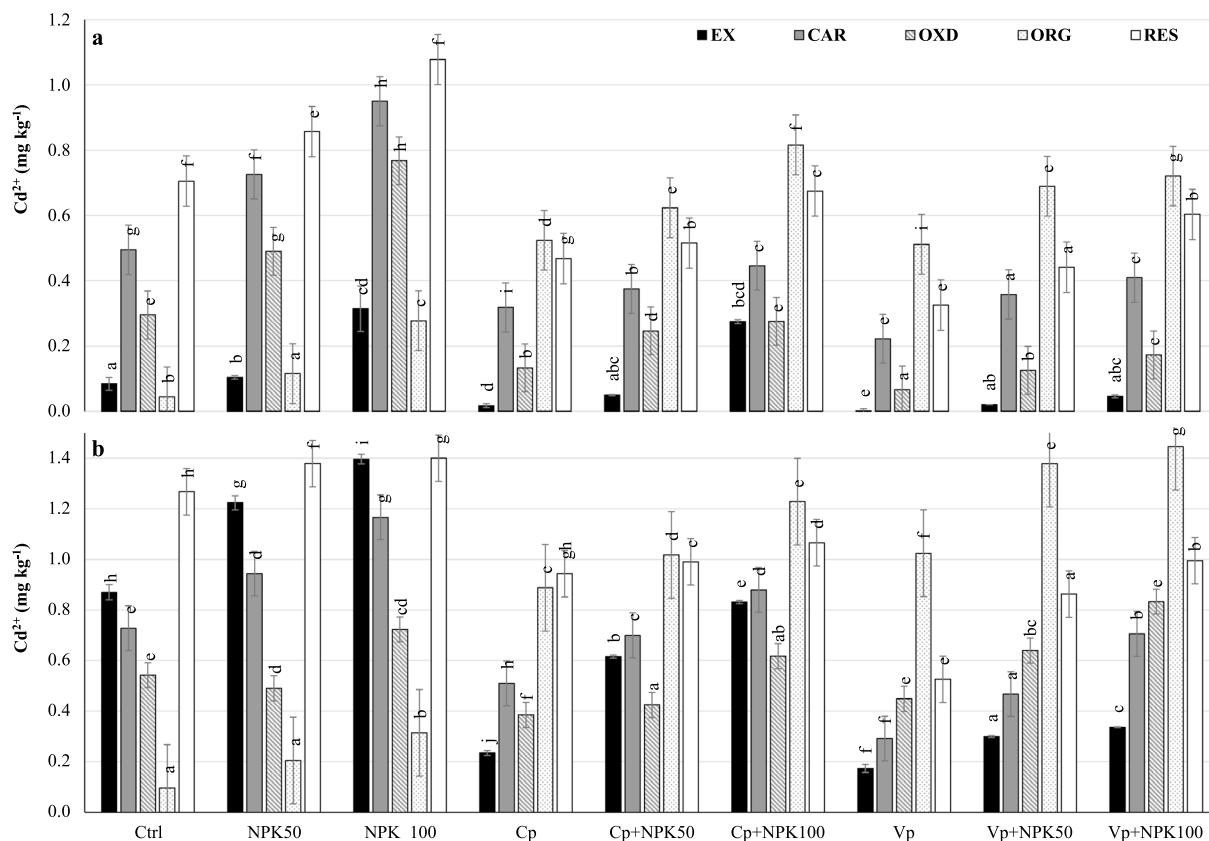 a
EX CAR OXD ORG RES
Cd²⁺ (mg kg⁻¹)
1.2
1.0
0.8
0.6
0.4
0.2
0.0
a g e b f
b f g a e
cd h h c f
d i b d g
abc b d e b
bcd c e f c
e e a i e
ab a b e a
abc c c g b
b
Cd²⁺ (mg kg⁻¹)
1.4
1.2
1.0
0.8
0.6
0.4
0.2
0.0
h e e a h
g d d a f
i g cd b g
j h f c gh
b c a d c
e d ab e d
f f e f e
a a bc e a
c b e g b
Ctrl NPK50 NPK 100 Cp Cp+NPK50 Cp+NPK100 Vp Vp+NPK50 Vp+NPK100